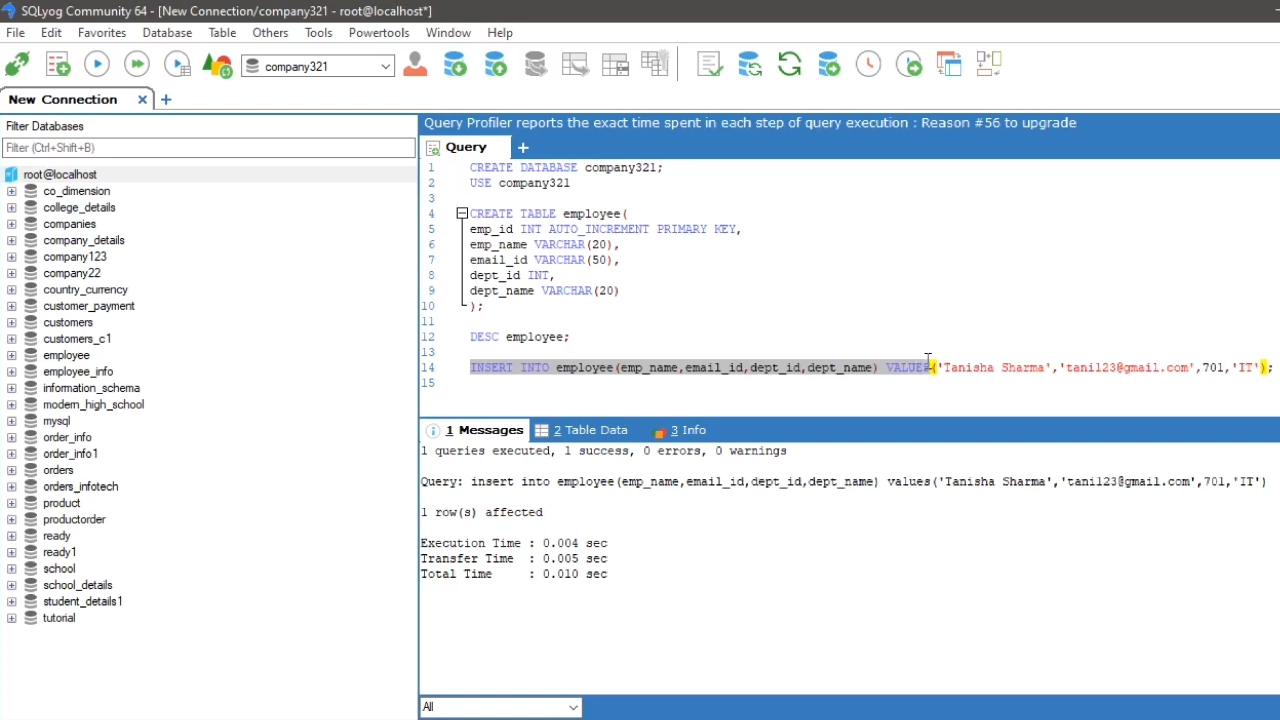 SQLyog Community 64 - [New Connection/company321 - root@localhost*]
File Edit Favorites Database Table Others Tools Powertools Window Help
company321
New Connection
Filter Databases
Filter (Ctrl+Shift+B)
root@localhost
co_dimension
college_details
companies
company_details
company123
company22
country_currency
customer_payment
customers
customers_c1
employee
employee_info
information_schema
modern_high_school
mysql
order_info
order_info1
orders
orders_infotech
product
productorder
ready
ready1
school
school_details
student_details1
tutorial
Query Profiler reports the exact time spent in each step of query execution : Reason #56 to upgrade
Query
1 CREATE DATABASE company321;
2 USE company321
3
4 CREATE TABLE employee(
5 emp_id INT AUTO_INCREMENT PRIMARY KEY,
6 emp_name VARCHAR(20),
7 email_id VARCHAR(50),
8 dept_id INT,
9 dept_name VARCHAR(20)
10 );
11
12 DESC employee;
13
14 INSERT INTO employee(emp_name,email_id,dept_id,dept_name) VALUES('Tanisha Sharma','tani123@gmail.com',701,'IT');
15
1 Messages 2 Table Data 3 Info
1 queries executed, 1 success, 0 errors, 0 warnings
Query: insert into employee(emp_name,email_id,dept_id,dept_name) values('Tanisha Sharma','tani123@gmail.com',701,'IT')
1 row(s) affected
Execution Time : 0.004 sec
Transfer Time : 0.005 sec
Total Time : 0.010 sec
All